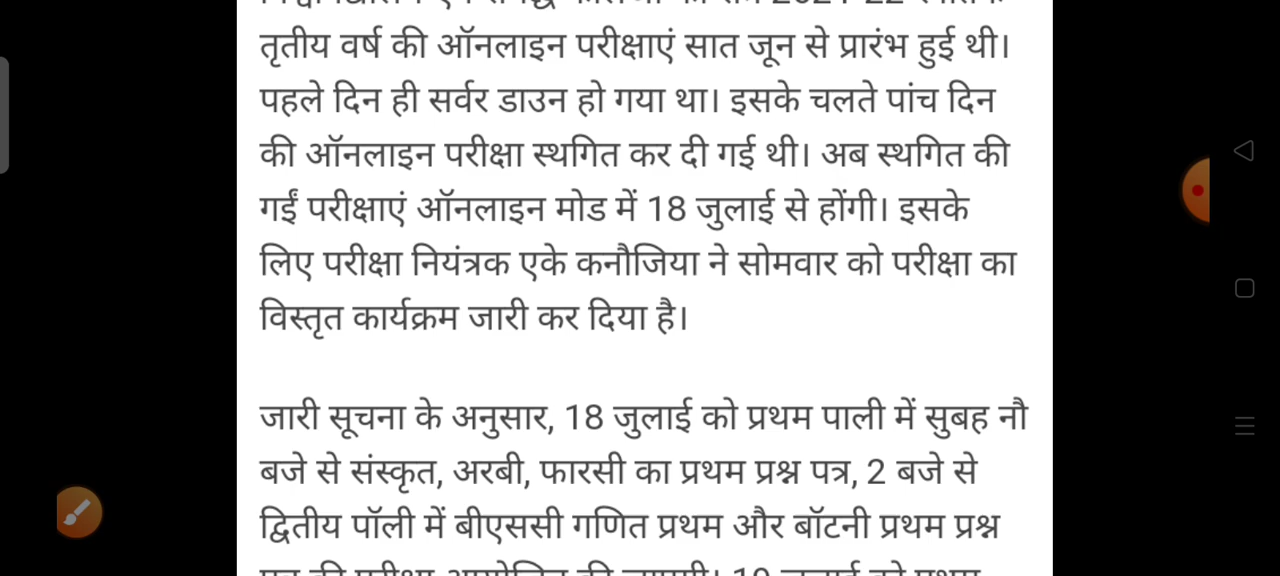 तृतीय वर्ष की ऑनलाइन परीक्षाएं सात जून से प्रारंभ हुई थी।
पहले दिन ही सर्वर डाउन हो गया था। इसके चलते पांच दिन
की ऑनलाइन परीक्षा स्थगित कर दी गई थी। अब स्थगित की
गईं परीक्षाएं ऑनलाइन मोड में 18 जुलाई से होंगी। इसके
लिए परीक्षा नियंत्रक एके कनौजिया ने सोमवार को परीक्षा का
विस्तृत कार्यक्रम जारी कर दिया है।
जारी सूचना के अनुसार, 18 जुलाई को प्रथम पाली में सुबह नौ
बजे से संस्कृत, अरबी, फारसी का प्रथम प्रश्न पत्र, 2 बजे से
द्वितीय पॉली में बीएससी गणित प्रथम और बॉटनी प्रथम प्रश्न